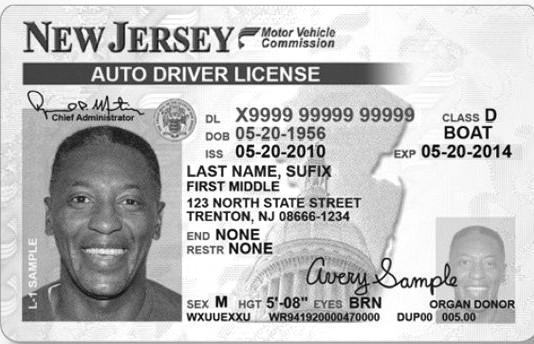 NEW JERSEY Motor Vehicle Commission
AUTO DRIVER LICENSE
Chief Administrator
DL X9999 99999 99999 CLASS D
DOB 05-20-1956 BOAT
ISS 05-20-2010 EXP 05-20-2014
LAST NAME, SUFIX
FIRST MIDDLE
123 NORTH STATE STREET
TRENTON, NJ 08666-1234
END NONE
RESTR NONE
L-1 SAMPLE
Avery Sample
SEX M HGT 5'-08" EYES BRN ORGAN DONOR
WXUUEXXU WR941920000470000 DUP00 005.00